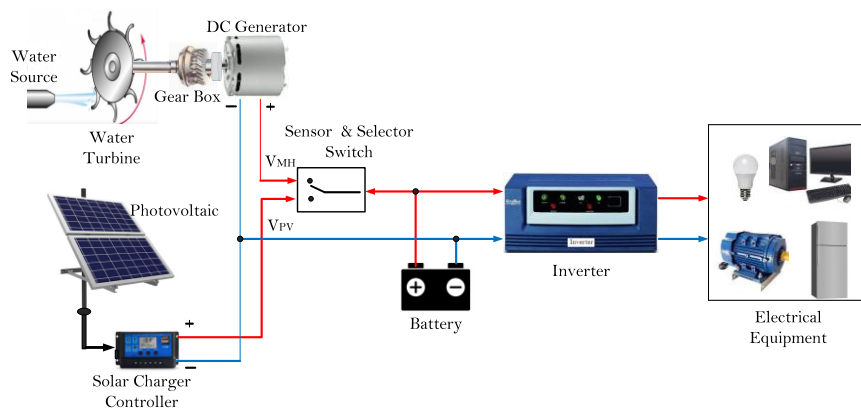 DC Generator
Water
Source
Gear Box
Water
Turbine
−
+
Sensor & Selector
Switch
VMH
Photovoltaic
VPV
+
−
Solar Charger
Controller
Battery
Inverter
Inverter
Electrical
Equipment